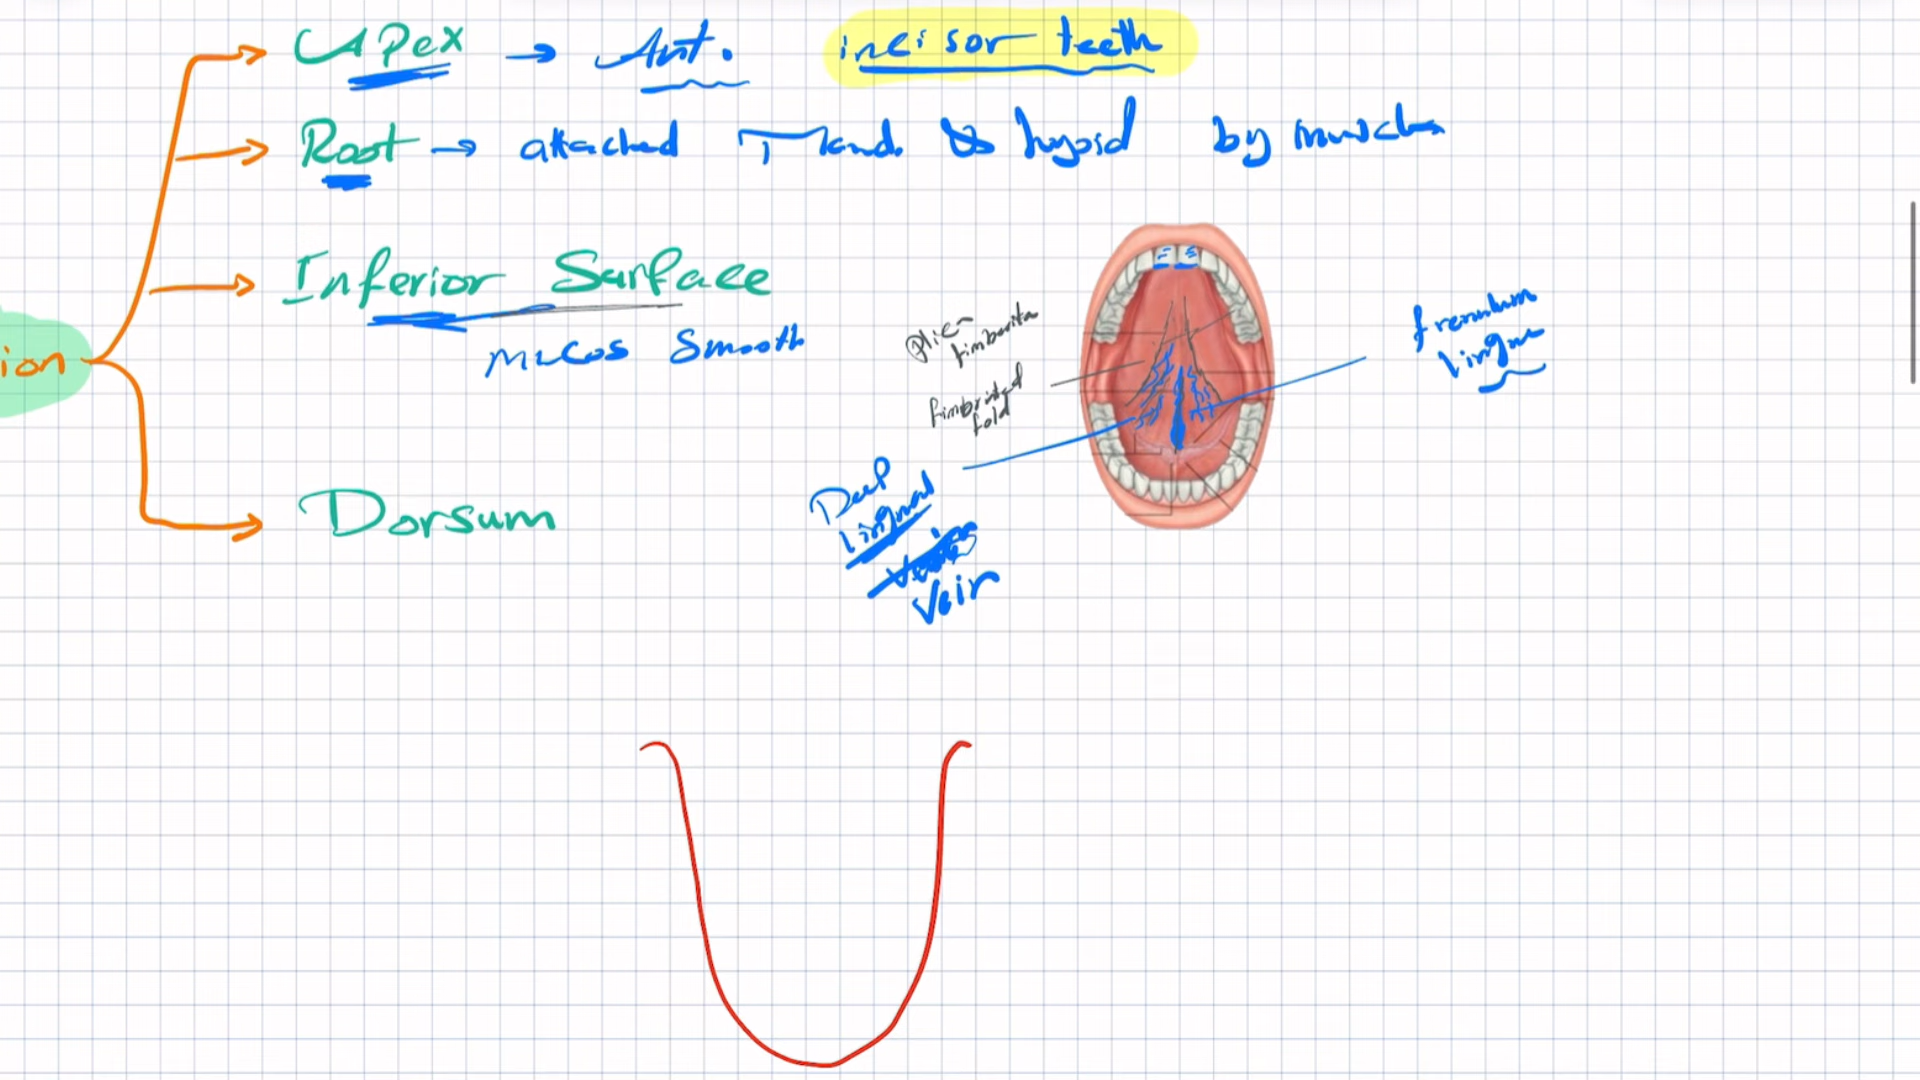 Apex → Ant. incisor teeth
Root → attached mand. & hyoid by muscles
Inferior Surface
Mucos Smooth
Plica fimbriata
fimbriated fold
frenulum lingua
Deep lingual
Vein
ion
Dorsum